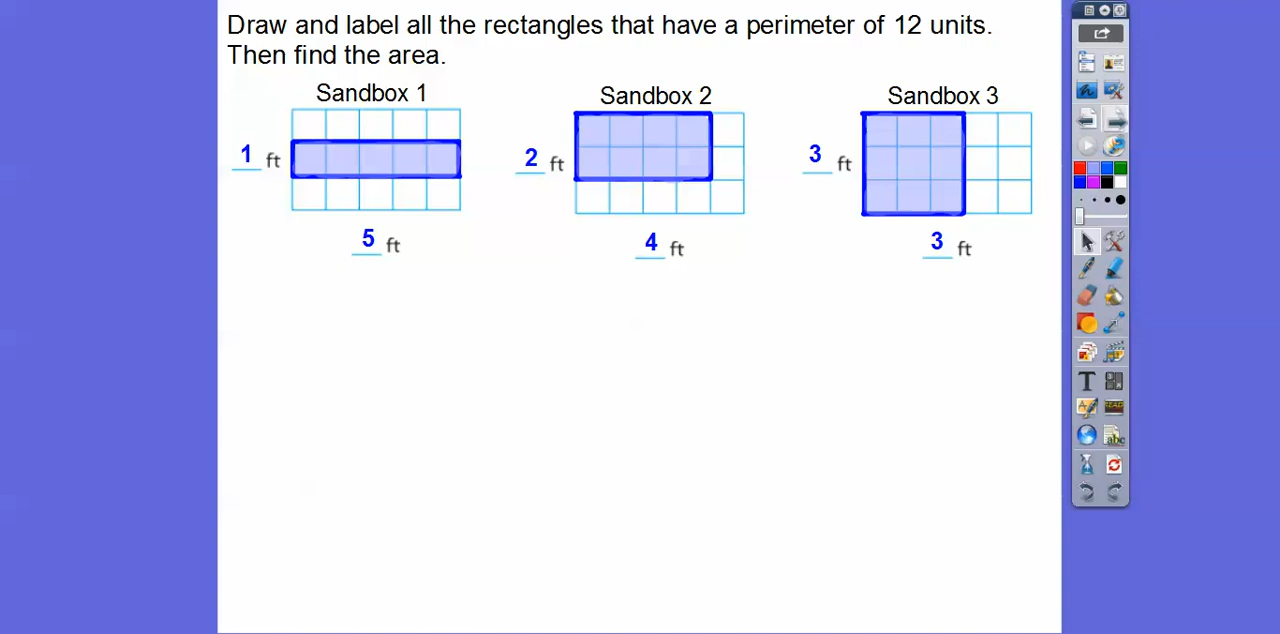 Draw and label all the rectangles that have a perimeter of 12 units.
Then find the area.
Sandbox 1
Sandbox 2
Sandbox 3
1 ft
2 ft
3 ft
5 ft
4 ft
3 ft